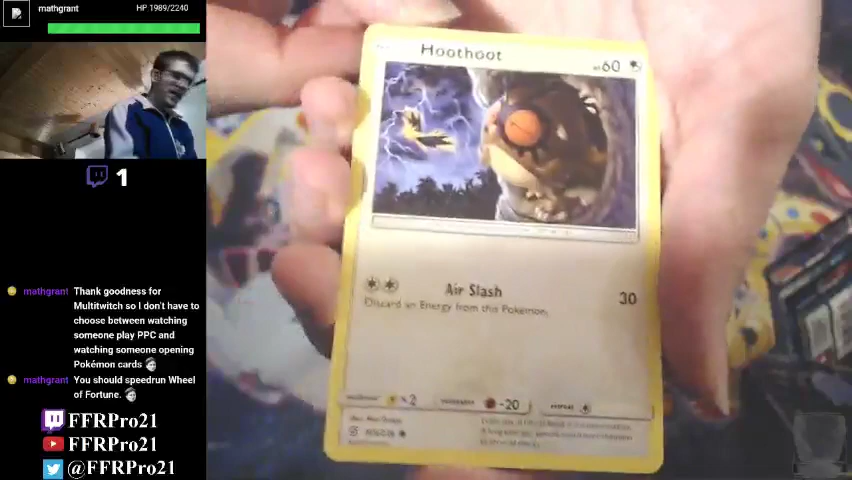 mathgrant
HP 1989/2240
1
mathgrant Thank goodness for
Multitwitch so I don't have to
choose between watching
someone play PPC and
watching someone opening
Pokémon cards
mathgrant You should speedrun Wheel
of Fortune.
FFRPro21
FFRPro21
@FFRPro21
Hoothoot
60
Air Slash
30
Discard an Energy from this Pokémon.
×2
-20